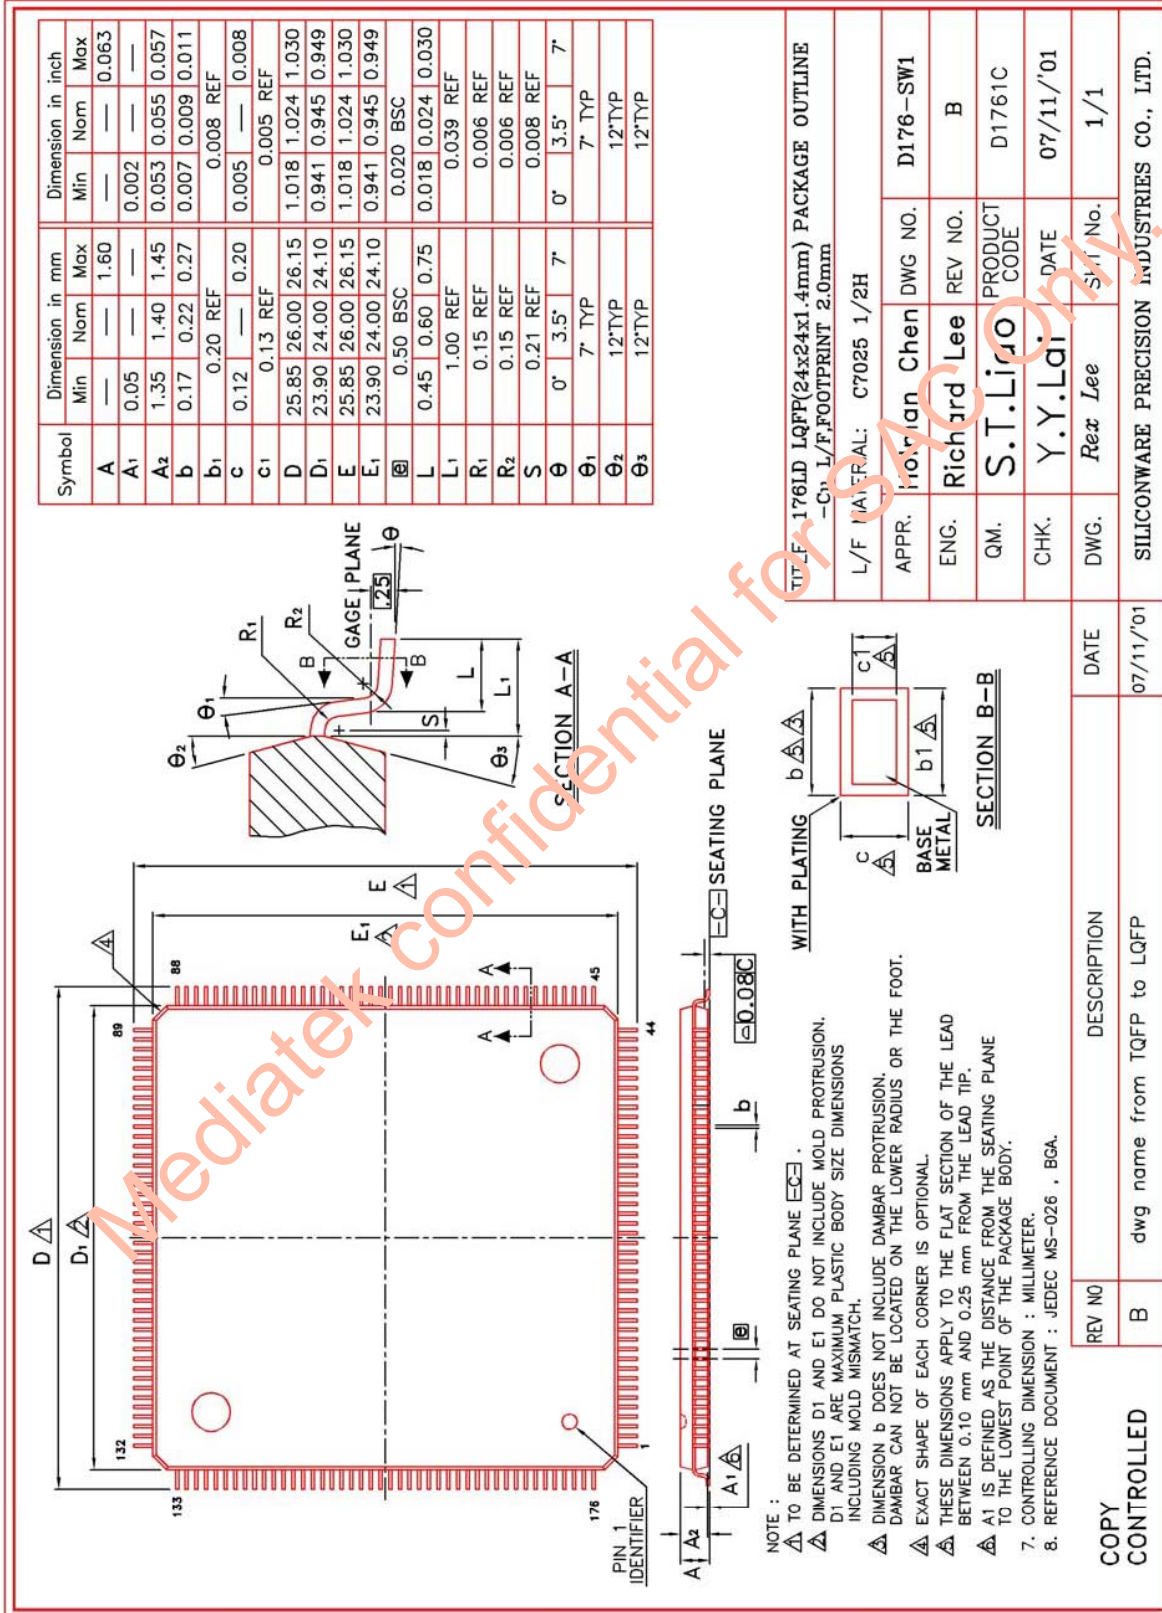 Symbol
Dimension in mm
Dimension in inch
Min Nom Max Min Nom Max
A — — 1.60 — — 0.063
A1 0.05 — — 0.002 — —
A2 1.35 1.40 1.45 0.053 0.055 0.057
b 0.17 0.22 0.27 0.007 0.009 0.011
b1 0.20 REF 0.008 REF
c 0.12 — 0.20 0.005 — 0.008
c1 0.13 REF 0.005 REF
D 25.85 26.00 26.15 1.018 1.024 1.030
D1 23.90 24.00 24.10 0.941 0.945 0.949
E 25.85 26.00 26.15 1.018 1.024 1.030
E1 23.90 24.00 24.10 0.941 0.945 0.949
e 0.50 BSC 0.020 BSC
L 0.45 0.60 0.75 0.018 0.024 0.030
L1 1.00 REF 0.039 REF
R1 0.15 REF 0.006 REF
R2 0.15 REF 0.006 REF
S 0.21 REF 0.008 REF
θ 0° 3.5° 7° 0° 3.5° 7°
θ1 7° TYP 7° TYP
θ2 12°TYP 12°TYP
θ3 12°TYP 12°TYP
D 1
D1 2
E 1
E1 2
4
132
89
133
88
176
45
1
44
A
A
PIN 1
IDENTIFIER
θ2
θ1
R1
R2
GAGE PLANE
.25
θ
B
B
S
L
L1
θ3
SECTION A-A
A
A2
A1 6
e
b
0.08 C
-C- SEATING PLANE
WITH PLATING
b 5 3
c
5
c1
5
b1 5
BASE
METAL
SECTION B-B
NOTE :
1 TO BE DETERMINED AT SEATING PLANE -C- .
2 DIMENSIONS D1 AND E1 DO NOT INCLUDE MOLD PROTRUSION.
D1 AND E1 ARE MAXIMUM PLASTIC BODY SIZE DIMENSIONS
INCLUDING MOLD MISMATCH.
3 DIMENSION b DOES NOT INCLUDE DAMBAR PROTRUSION.
DAMBAR CAN NOT BE LOCATED ON THE LOWER RADIUS OR THE FOOT.
4 EXACT SHAPE OF EACH CORNER IS OPTIONAL.
5 THESE DIMENSIONS APPLY TO THE FLAT SECTION OF THE LEAD
BETWEEN 0.10 mm AND 0.25 mm FROM THE LEAD TIP.
6 A1 IS DEFINED AS THE DISTANCE FROM THE SEATING PLANE
TO THE LOWEST POINT OF THE PACKAGE BODY.
7. CONTROLLING DIMENSION : MILLIMETER.
8. REFERENCE DOCUMENT : JEDEC MS-026 , BGA.
TITLE 176LD LQFP(24x24x1.4mm) PACKAGE OUTLINE
-Cu L/F,FOOTPRINT 2.0mm
L/F MATERIAL: C7025 1/2H
APPR. Chen DWG NO. D176-SW1
ENG. Richard Lee REV NO. B
QM. S.T.Liao PRODUCT CODE D1761C
CHK. Y.Y.Lai DATE 07/11/'01
DWG. Rex Lee SHT No. 1/1
SILICONWARE PRECISION INDUSTRIES CO., LTD.
REV NO DESCRIPTION DATE
B dwg name from TQFP to LQFP 07/11/'01
COPY
CONTROLLED
Mediatek confidential for SAC Only.